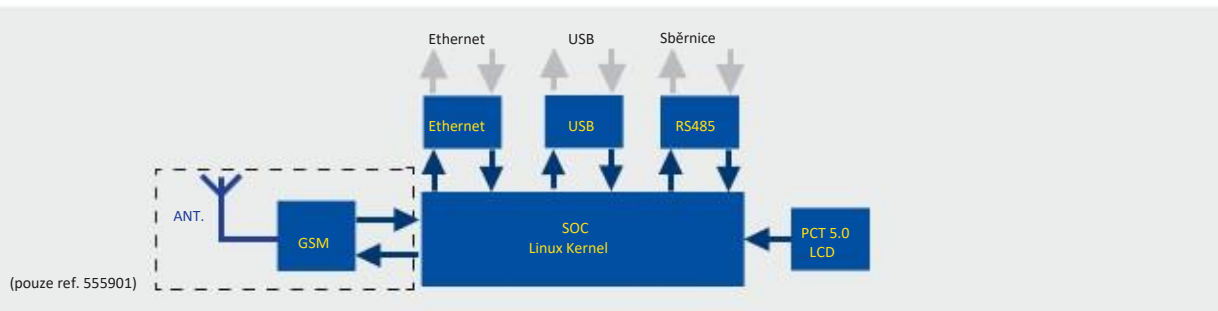 Ethernet
USB
Sběrnice
Ethernet
USB
RS485
ANT.
GSM
SOC
Linux Kernel
PCT 5.0
LCD
(pouze ref. 555901)